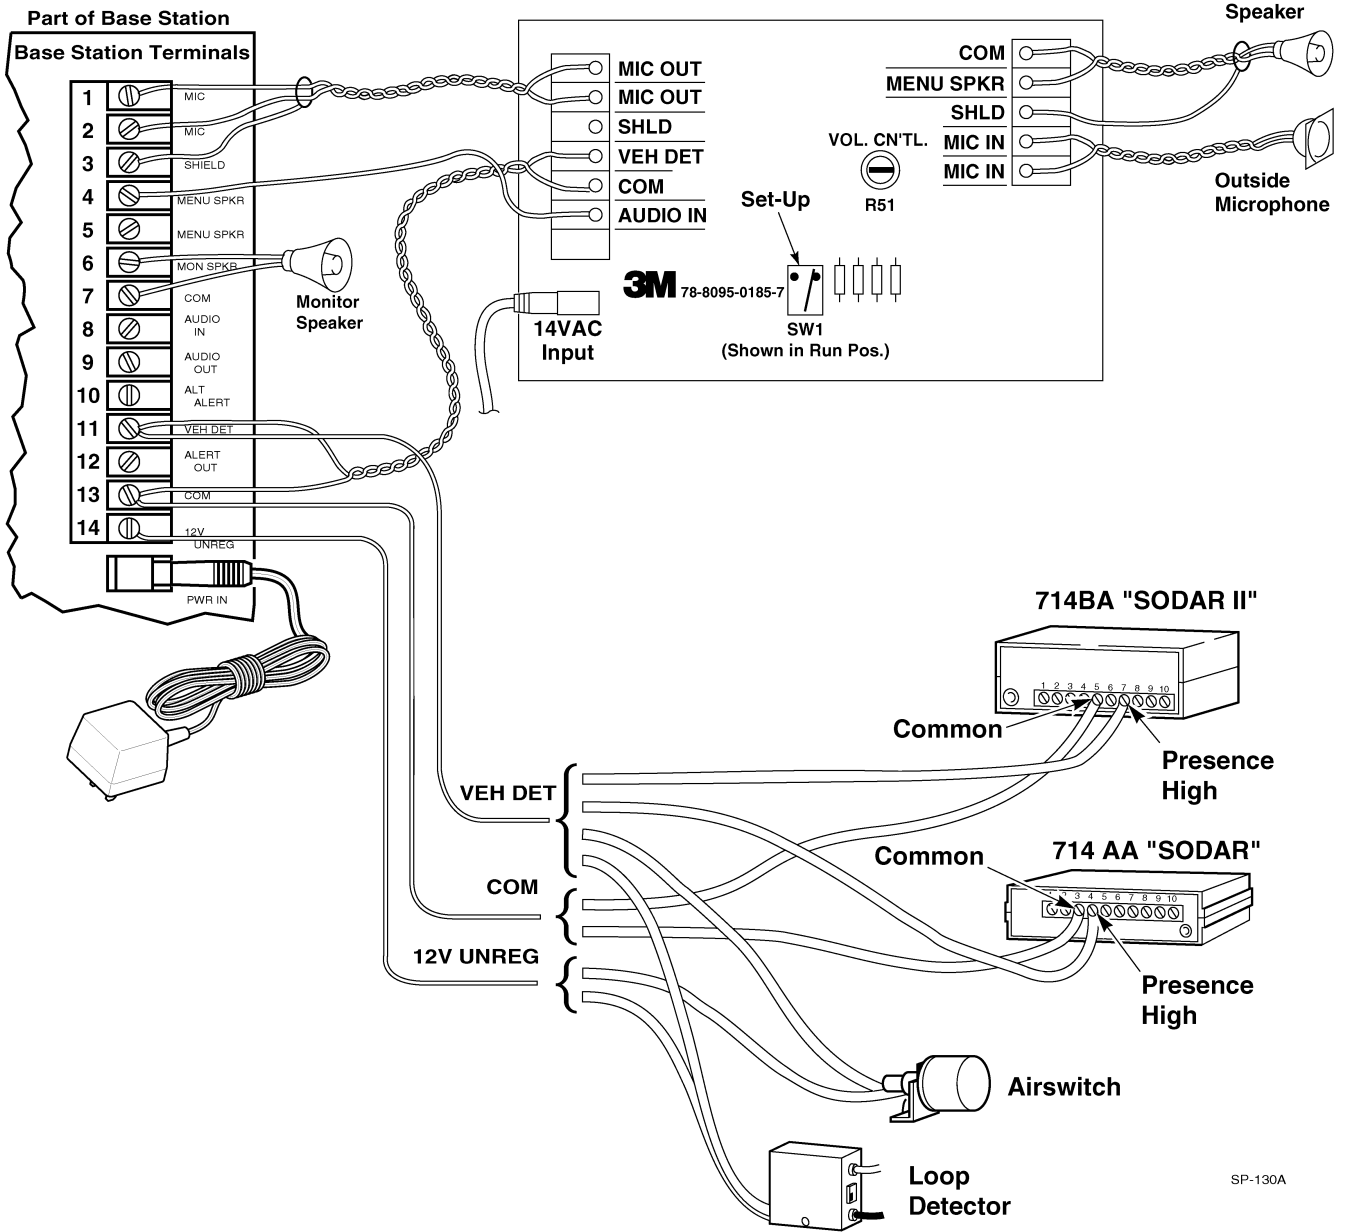 Part of Base Station
Base Station Terminals
1 MIC
2 MIC
3 SHIELD
4 MENU SPKR
5 MENU SPKR
6 MON SPKR
7 COM
8 AUDIO
IN
9 AUDIO
OUT
10 ALT
ALERT
11 VEH DET
12 ALERT
OUT
13 COM
14 12V
UNREG
PWR IN
Monitor
Speaker
MIC OUT
MIC OUT
SHLD
VEH DET
COM
AUDIO IN
14VAC
Input
3M 78-8095-0185-7
Set-Up
SW1
(Shown in Run Pos.)
VOL. CN'TL.
R51
COM
MENU SPKR
SHLD
MIC IN
MIC IN
Speaker
Outside
Microphone
714BA "SODAR II"
1 2 3 4 5 6 7 8 9 10
Common
Presence
High
714 AA "SODAR"
1 2 3 4 5 6 7 8 9 10
Common
Presence
High
VEH DET
COM
12V UNREG
Airswitch
Loop
Detector
SP-130A